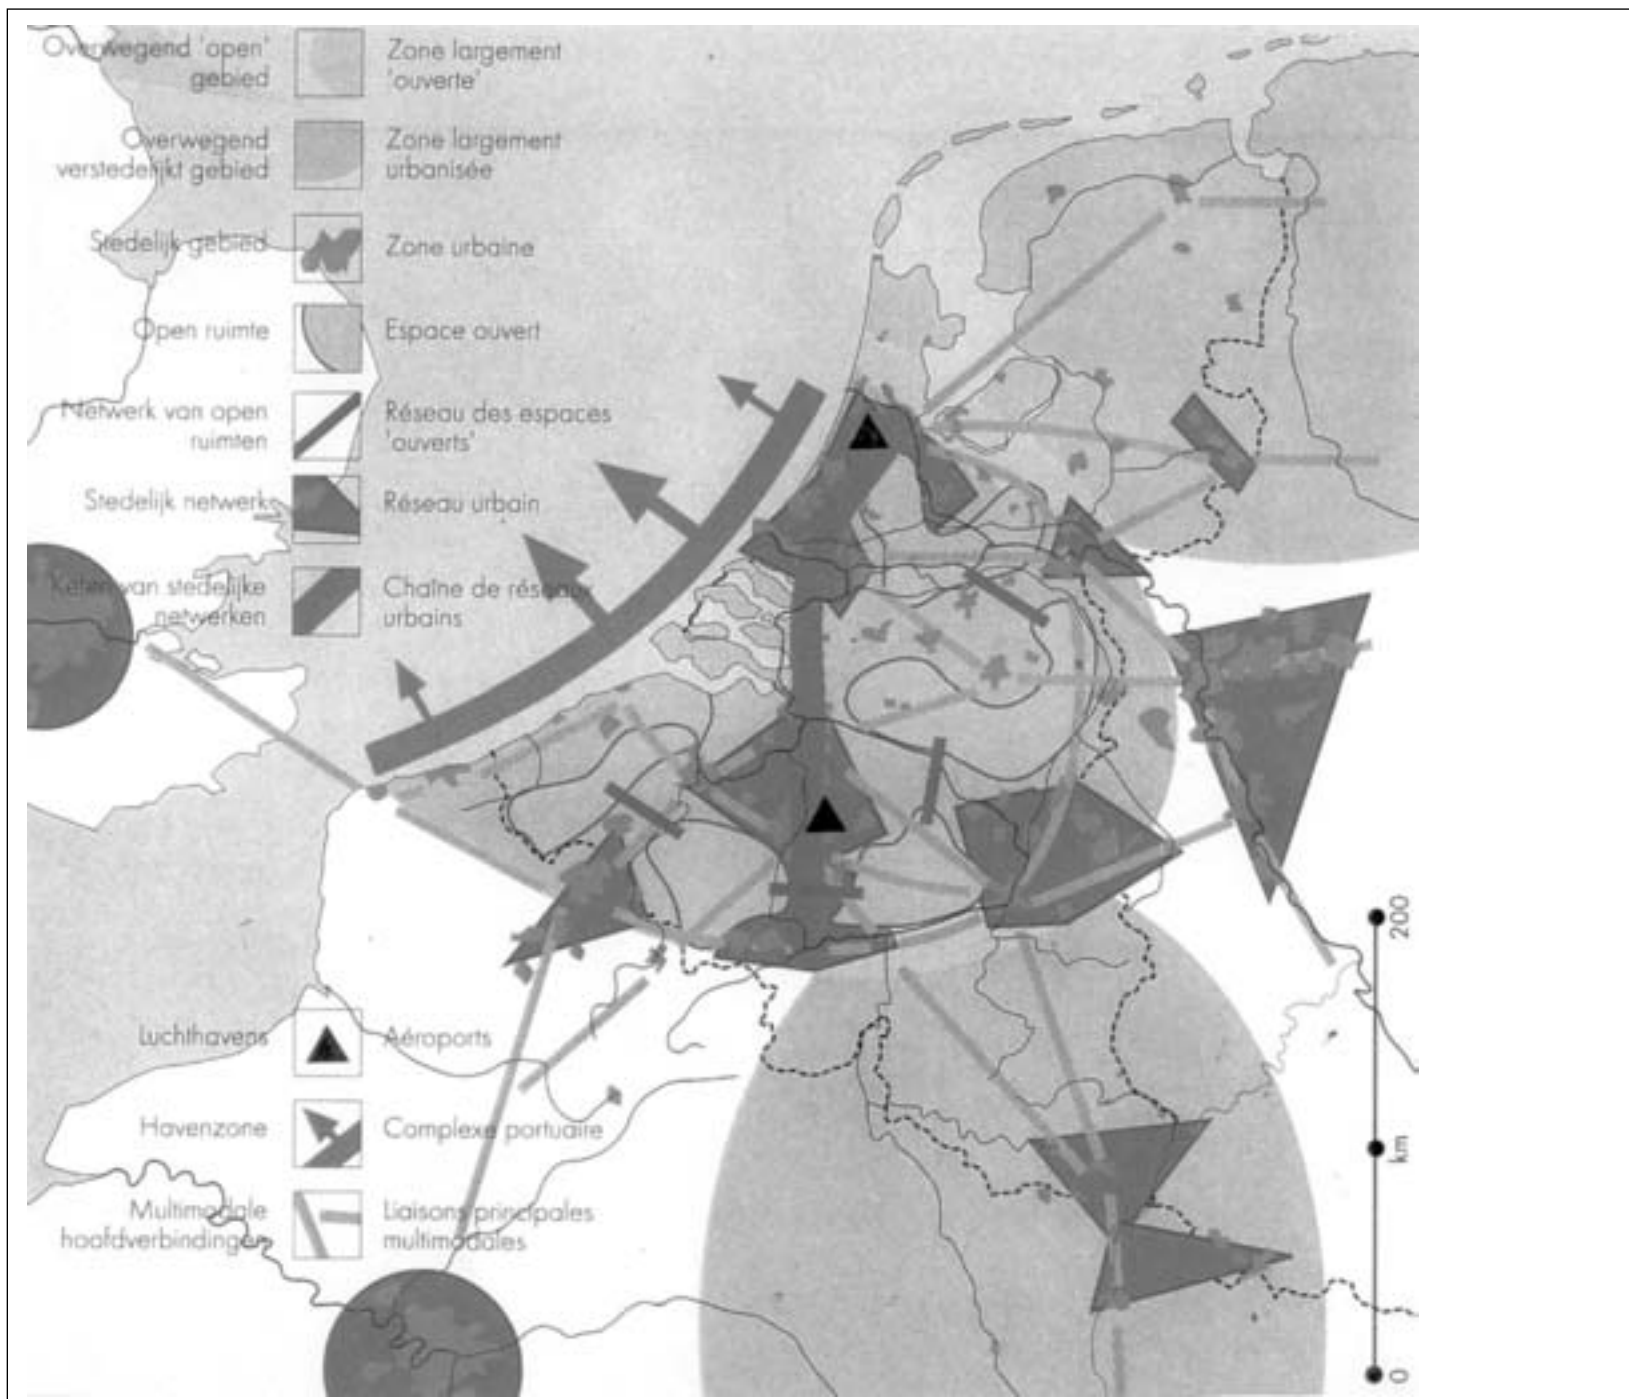 Overwegend 'open'
gebied
Zone largement
'ouverte'
Overwegend
verstedelijkt gebied
Zone largement
urbanisée
Stedelijk gebied
Zone urbaine
Open ruimte
Espace ouvert
Netwerk van open
ruimten
Réseau des espaces
'ouverts'
Stedelijk netwerk
Réseau urbain
Keten van stedelijke
netwerken
Chaîne de réseaux
urbains
Luchthavens
Aéroports
Havenzone
Complexe portuaire
Multimodale
hoofdverbindingen
Liaisons principales
multimodales
200
km
0